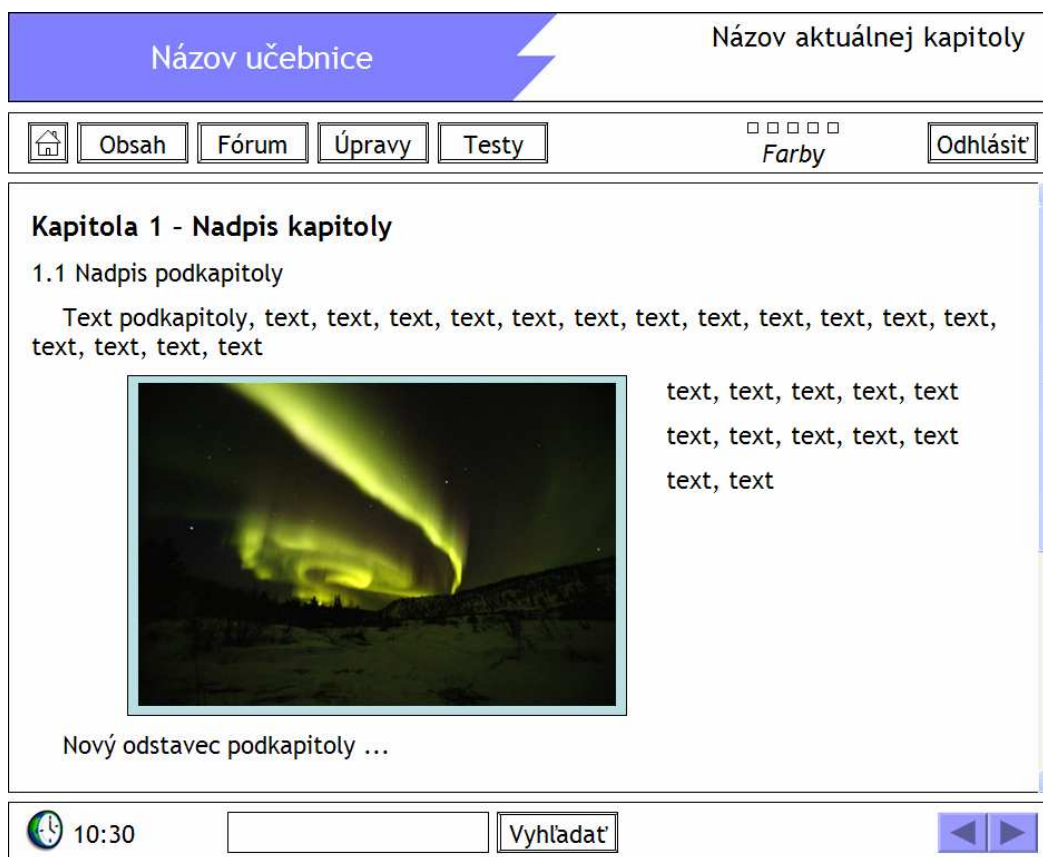 Názov učebnice
Názov aktuálnej kapitoly
Obsah
Fórum
Úpravy
Testy
Farby
Odhlásiť
Kapitola 1 – Nadpis kapitoly
1.1 Nadpis podkapitoly
Text podkapitoly, text, text, text, text, text, text, text, text, text, text, text, text,
text, text, text, text
text, text, text, text, text
text, text, text, text, text
text, text
Nový odstavec podkapitoly ...
10:30
Vyhľadať